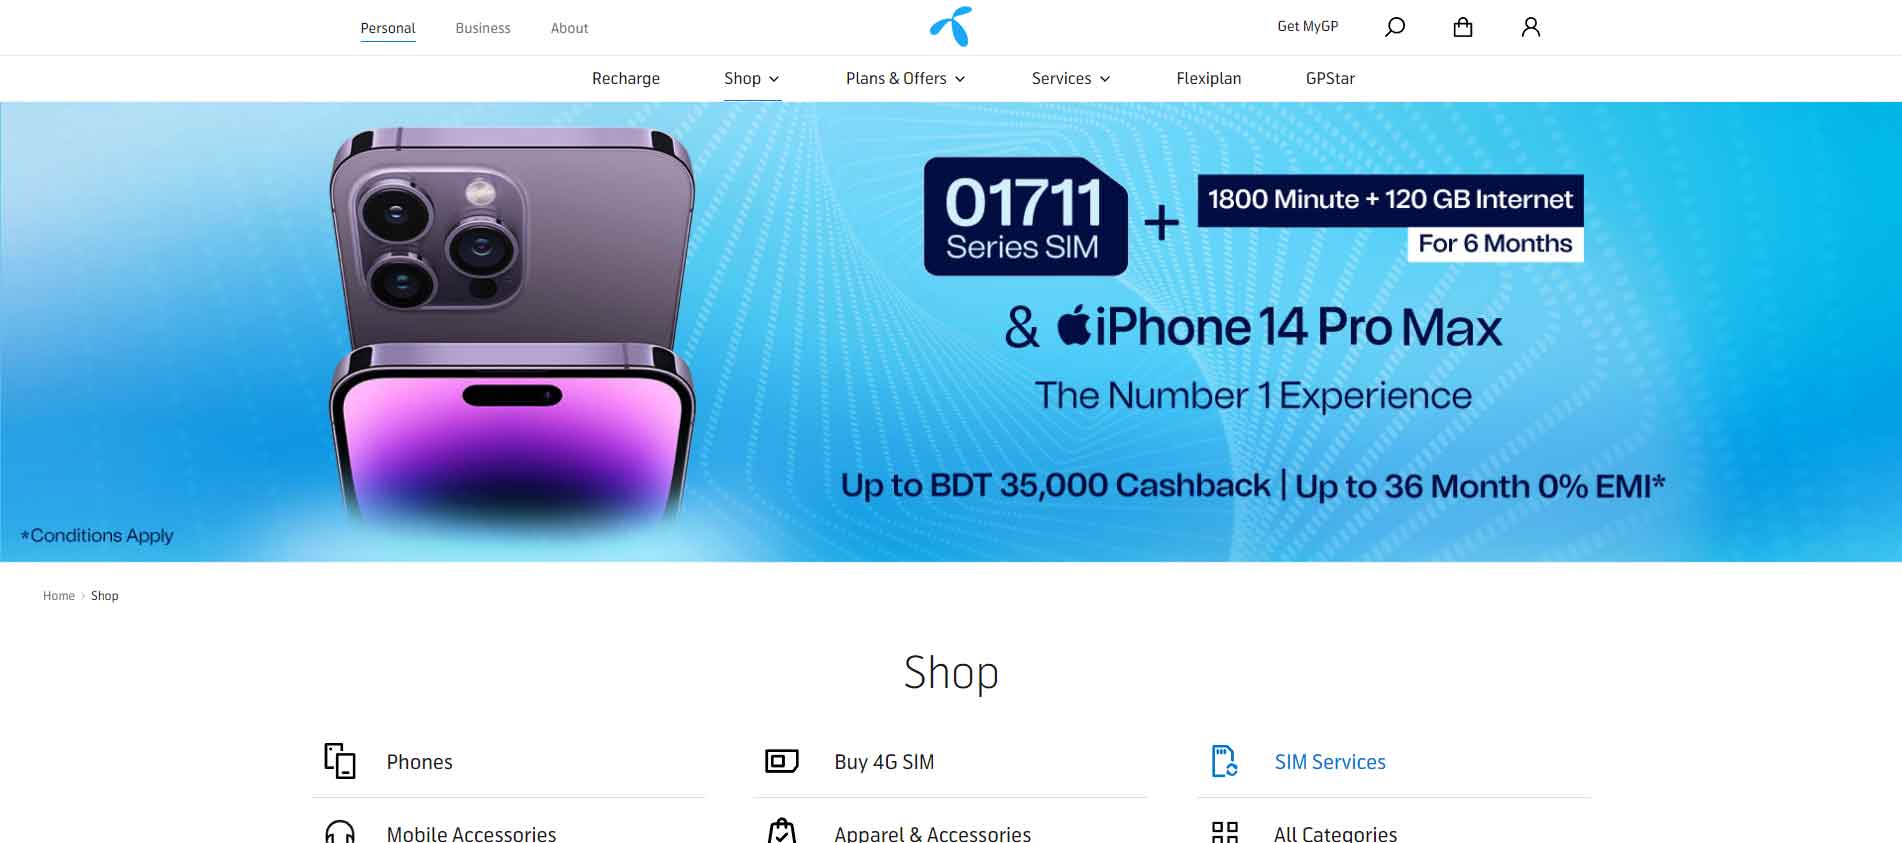 Personal Business About Get MyGP
Recharge Shop Plans & Offers Services Flexiplan GPStar
01711
Series SIM
+
1800 Minute + 120 GB Internet
For 6 Months
& iPhone 14 Pro Max
The Number 1 Experience
Up to BDT 35,000 Cashback | Up to 36 Month 0% EMI*
*Conditions Apply
Home › Shop
Shop
Phones Buy 4G SIM SIM Services
Mobile Accessories Apparel & Accessories All Categories